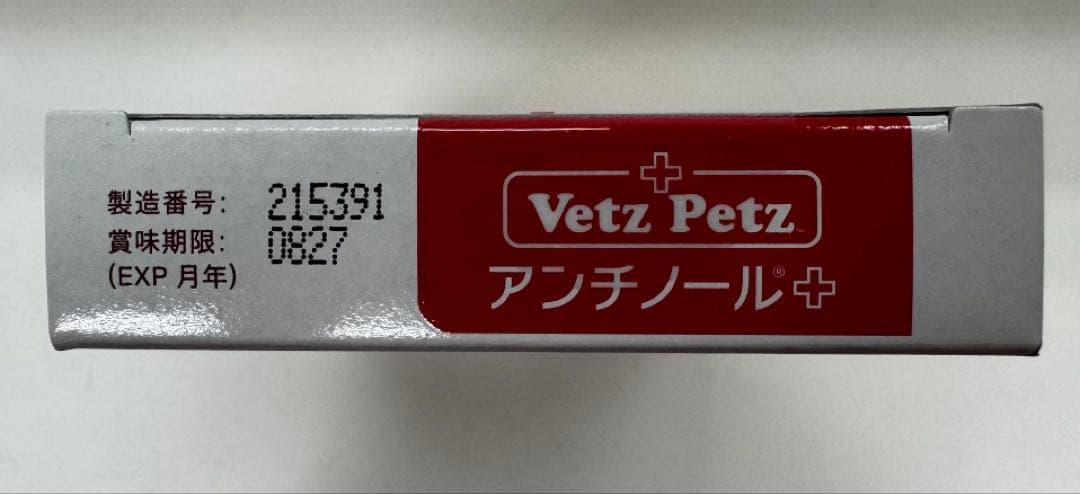 製造番号: 215391
賞味期限: 0827
(EXP 月年)
Vetz Petz™
アンチノール®